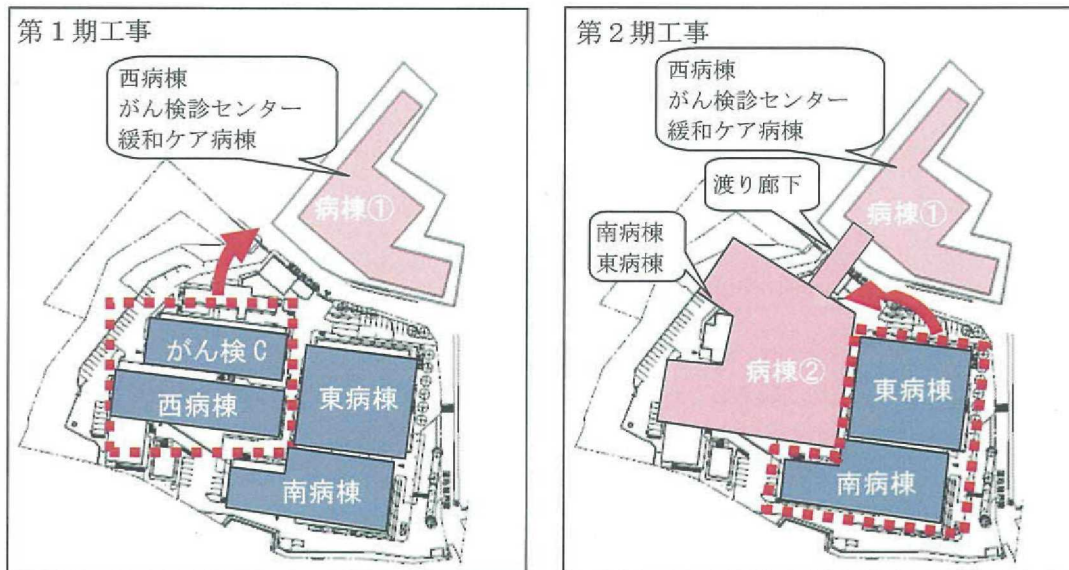 第１期工事
西病棟
がん検診センター
緩和ケア病棟
病棟①
がん検C
西病棟
東病棟
南病棟
第２期工事
西病棟
がん検診センター
緩和ケア病棟
渡り廊下
病棟①
南病棟
東病棟
病棟②
東病棟
南病棟